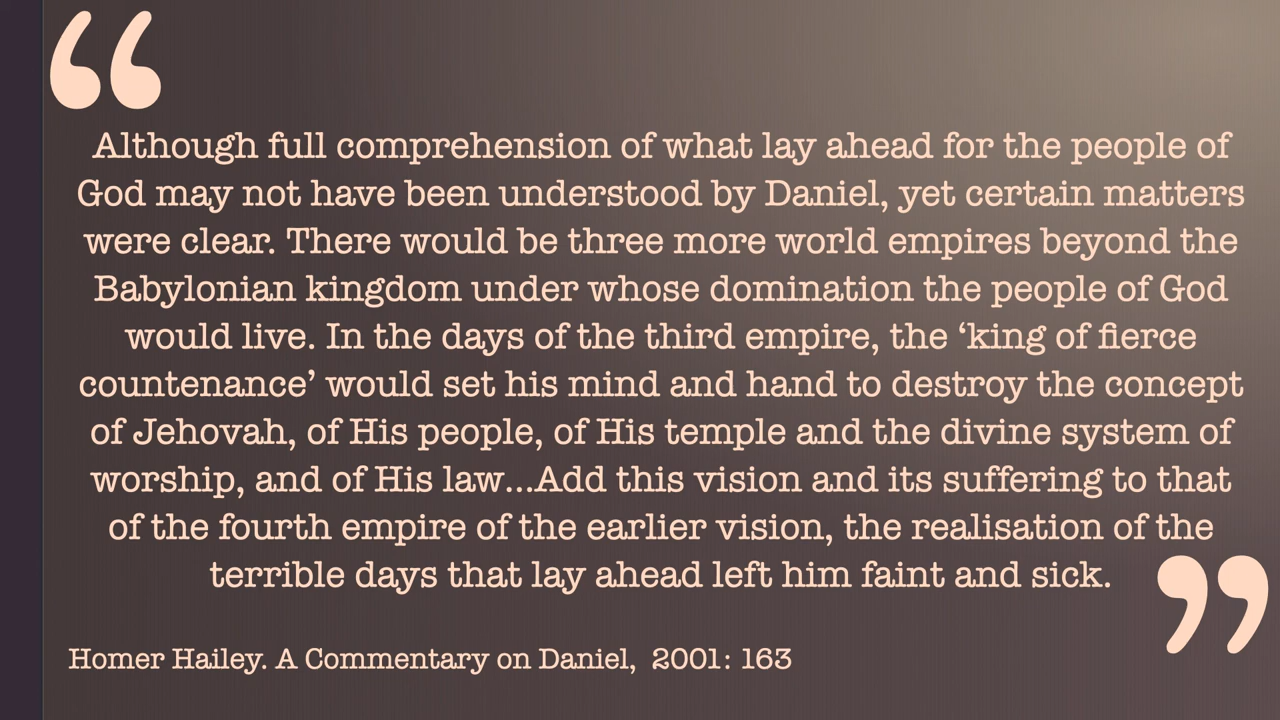 “
Although full comprehension of what lay ahead for the people of
God may not have been understood by Daniel, yet certain matters
were clear. There would be three more world empires beyond the
Babylonian kingdom under whose domination the people of God
would live. In the days of the third empire, the ‘king of fierce
countenance’ would set his mind and hand to destroy the concept
of Jehovah, of His people, of His temple and the divine system of
worship, and of His law...Add this vision and its suffering to that
of the fourth empire of the earlier vision, the realisation of the
terrible days that lay ahead left him faint and sick.
”
Homer Hailey. A Commentary on Daniel, 2001: 163